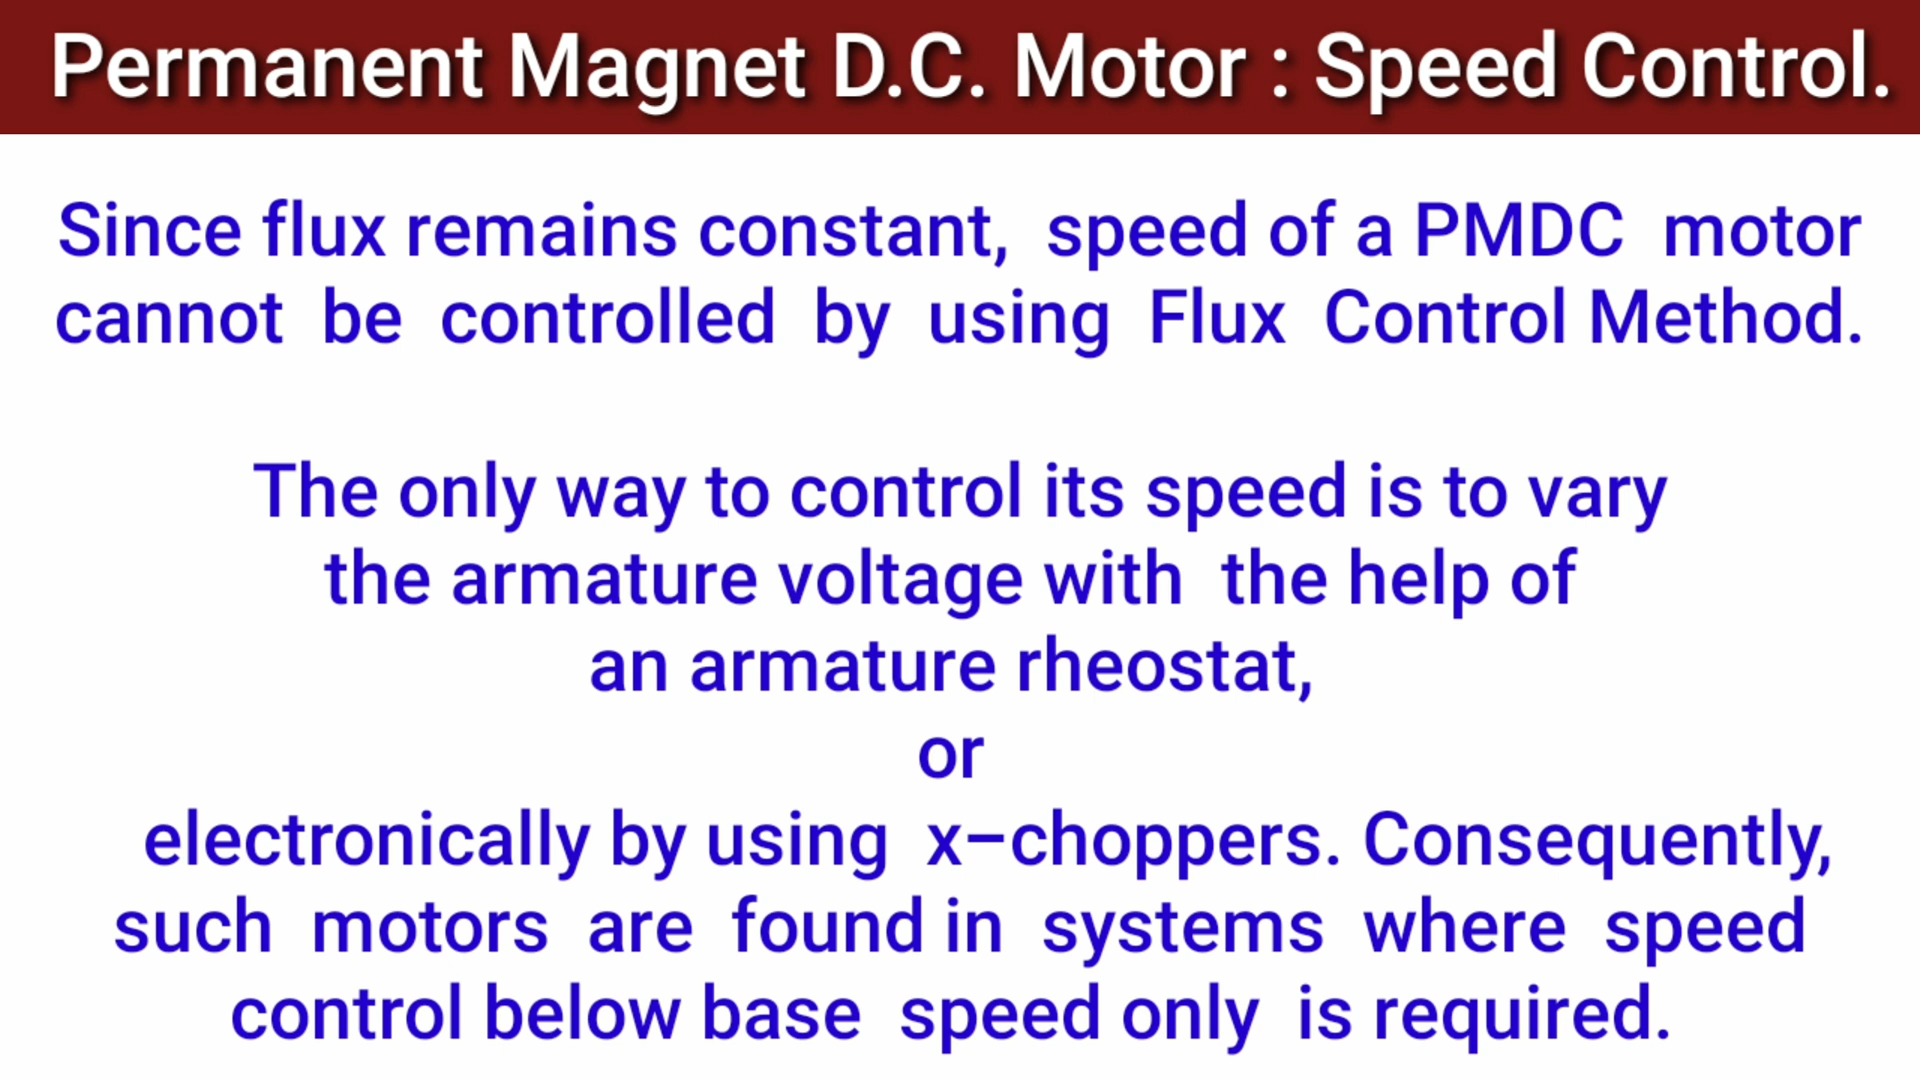 Permanent Magnet D.C. Motor : Speed Control.
Since flux remains constant, speed of a PMDC motor
cannot be controlled by using Flux Control Method.
The only way to control its speed is to vary
the armature voltage with the help of
an armature rheostat,
or
electronically by using x–choppers. Consequently,
such motors are found in systems where speed
control below base speed only is required.